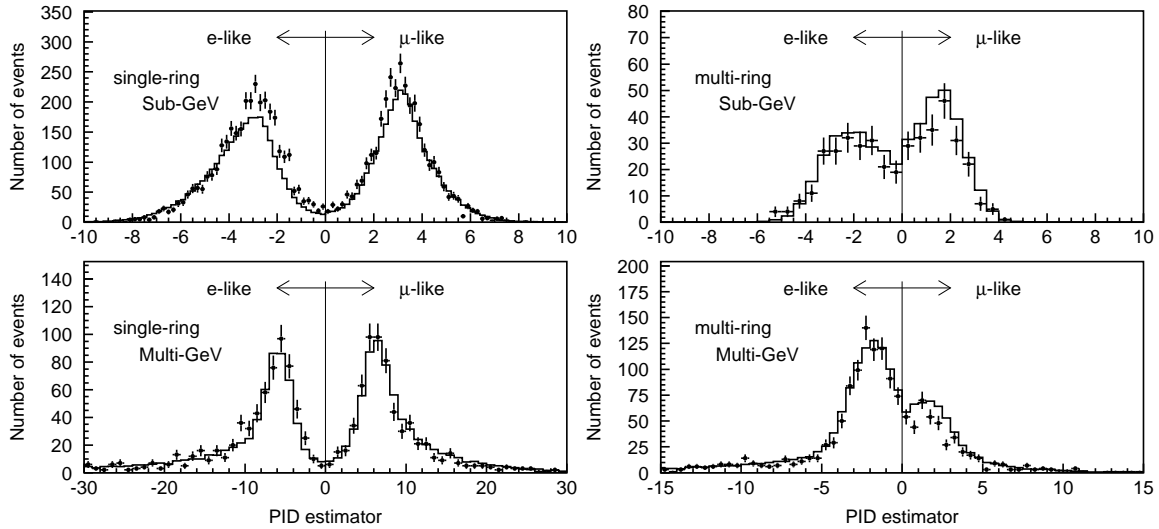 350
300
250
200
150
100
50
0
Number of events
e-like
μ-like
single-ring
Sub-GeV
-10 -8 -6 -4 -2 0 2 4 6 8 10
80
70
60
50
40
30
20
10
0
Number of events
e-like
μ-like
multi-ring
Sub-GeV
-10 -8 -6 -4 -2 0 2 4 6 8 10
140
120
100
80
60
40
20
0
Number of events
e-like
μ-like
single-ring
Multi-GeV
-30 -20 -10 0 10 20 30
PID estimator
200
175
150
125
100
75
50
25
0
Number of events
e-like
μ-like
multi-ring
Multi-GeV
-15 -10 -5 0 5 10 15
PID estimator